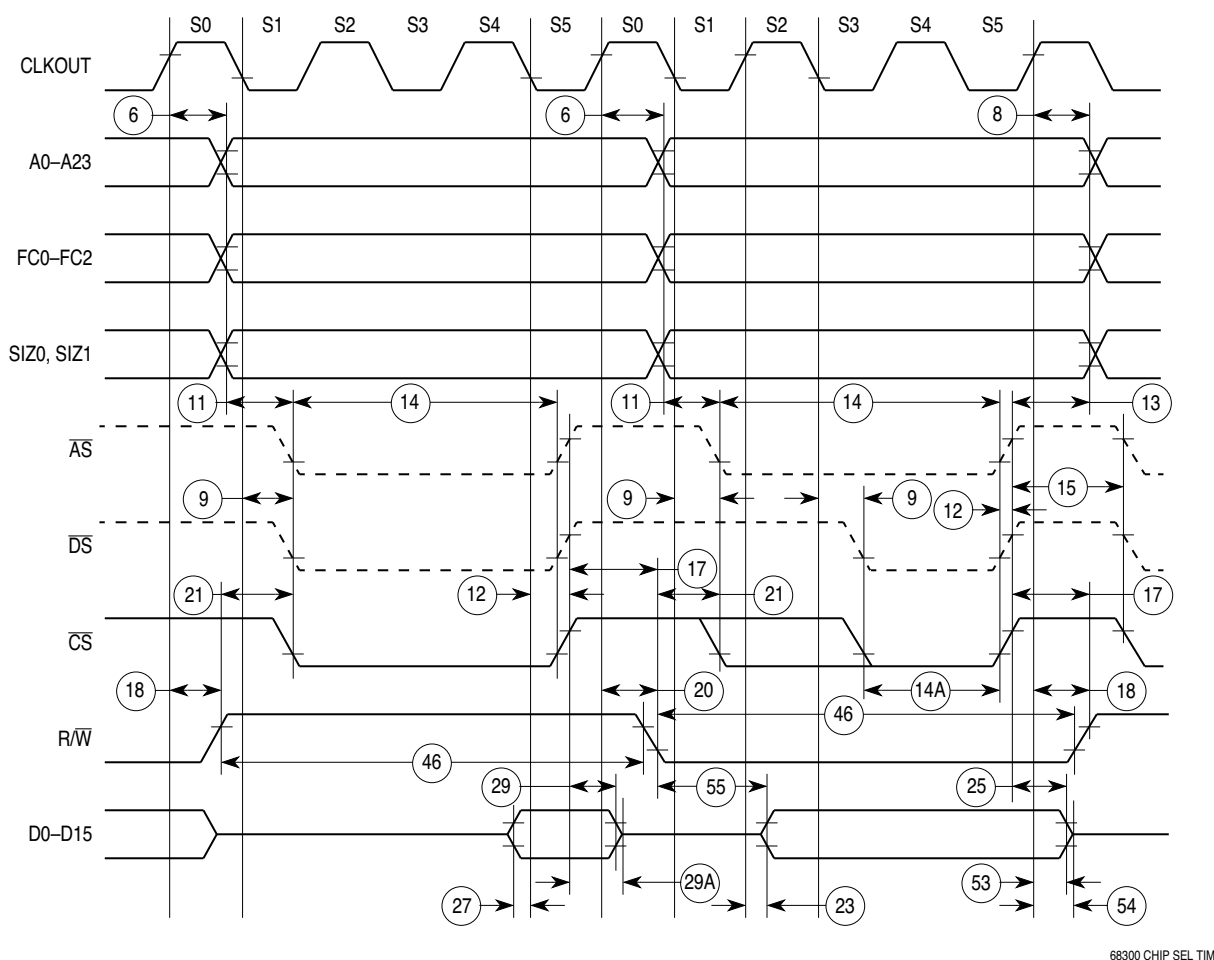 S0 S1 S2 S3 S4 S5 S0 S1 S2 S3 S4 S5
CLKOUT
6 6 8
A0–A23
FC0–FC2
SIZ0, SIZ1
11 14 11 14 13
AS
9 9 9 12 15
DS
21 12 17 21 17
CS
18 20 14A 18
R/W
46 46
29 55 25
D0–D15
27 29A 23 53 54
68300 CHIP SEL TIM